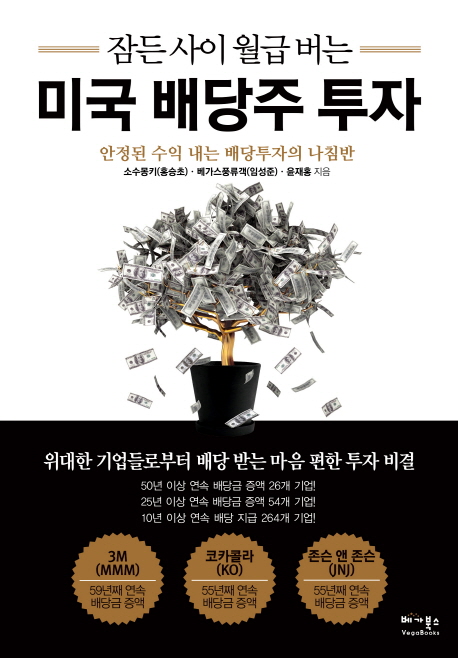 잠든 사이 월급 버는
미국 배당주 투자
안정된 수익 내는 배당투자의 나침반
소수몽키(홍승초) · 베가스풍류객(임성준) · 윤재홍 지음
위대한 기업들로부터 배당 받는 마음 편한 투자 비결
50년 이상 연속 배당금 증액 26개 기업!
25년 이상 연속 배당금 증액 54개 기업!
10년 이상 연속 배당 지급 264개 기업!
3M
(MMM)
59년째 연속
배당금 증액
코카콜라
(KO)
55년째 연속
배당금 증액
존슨 앤 존슨
(JNJ)
55년째 연속
배당금 증액
베가북스
VegaBooks